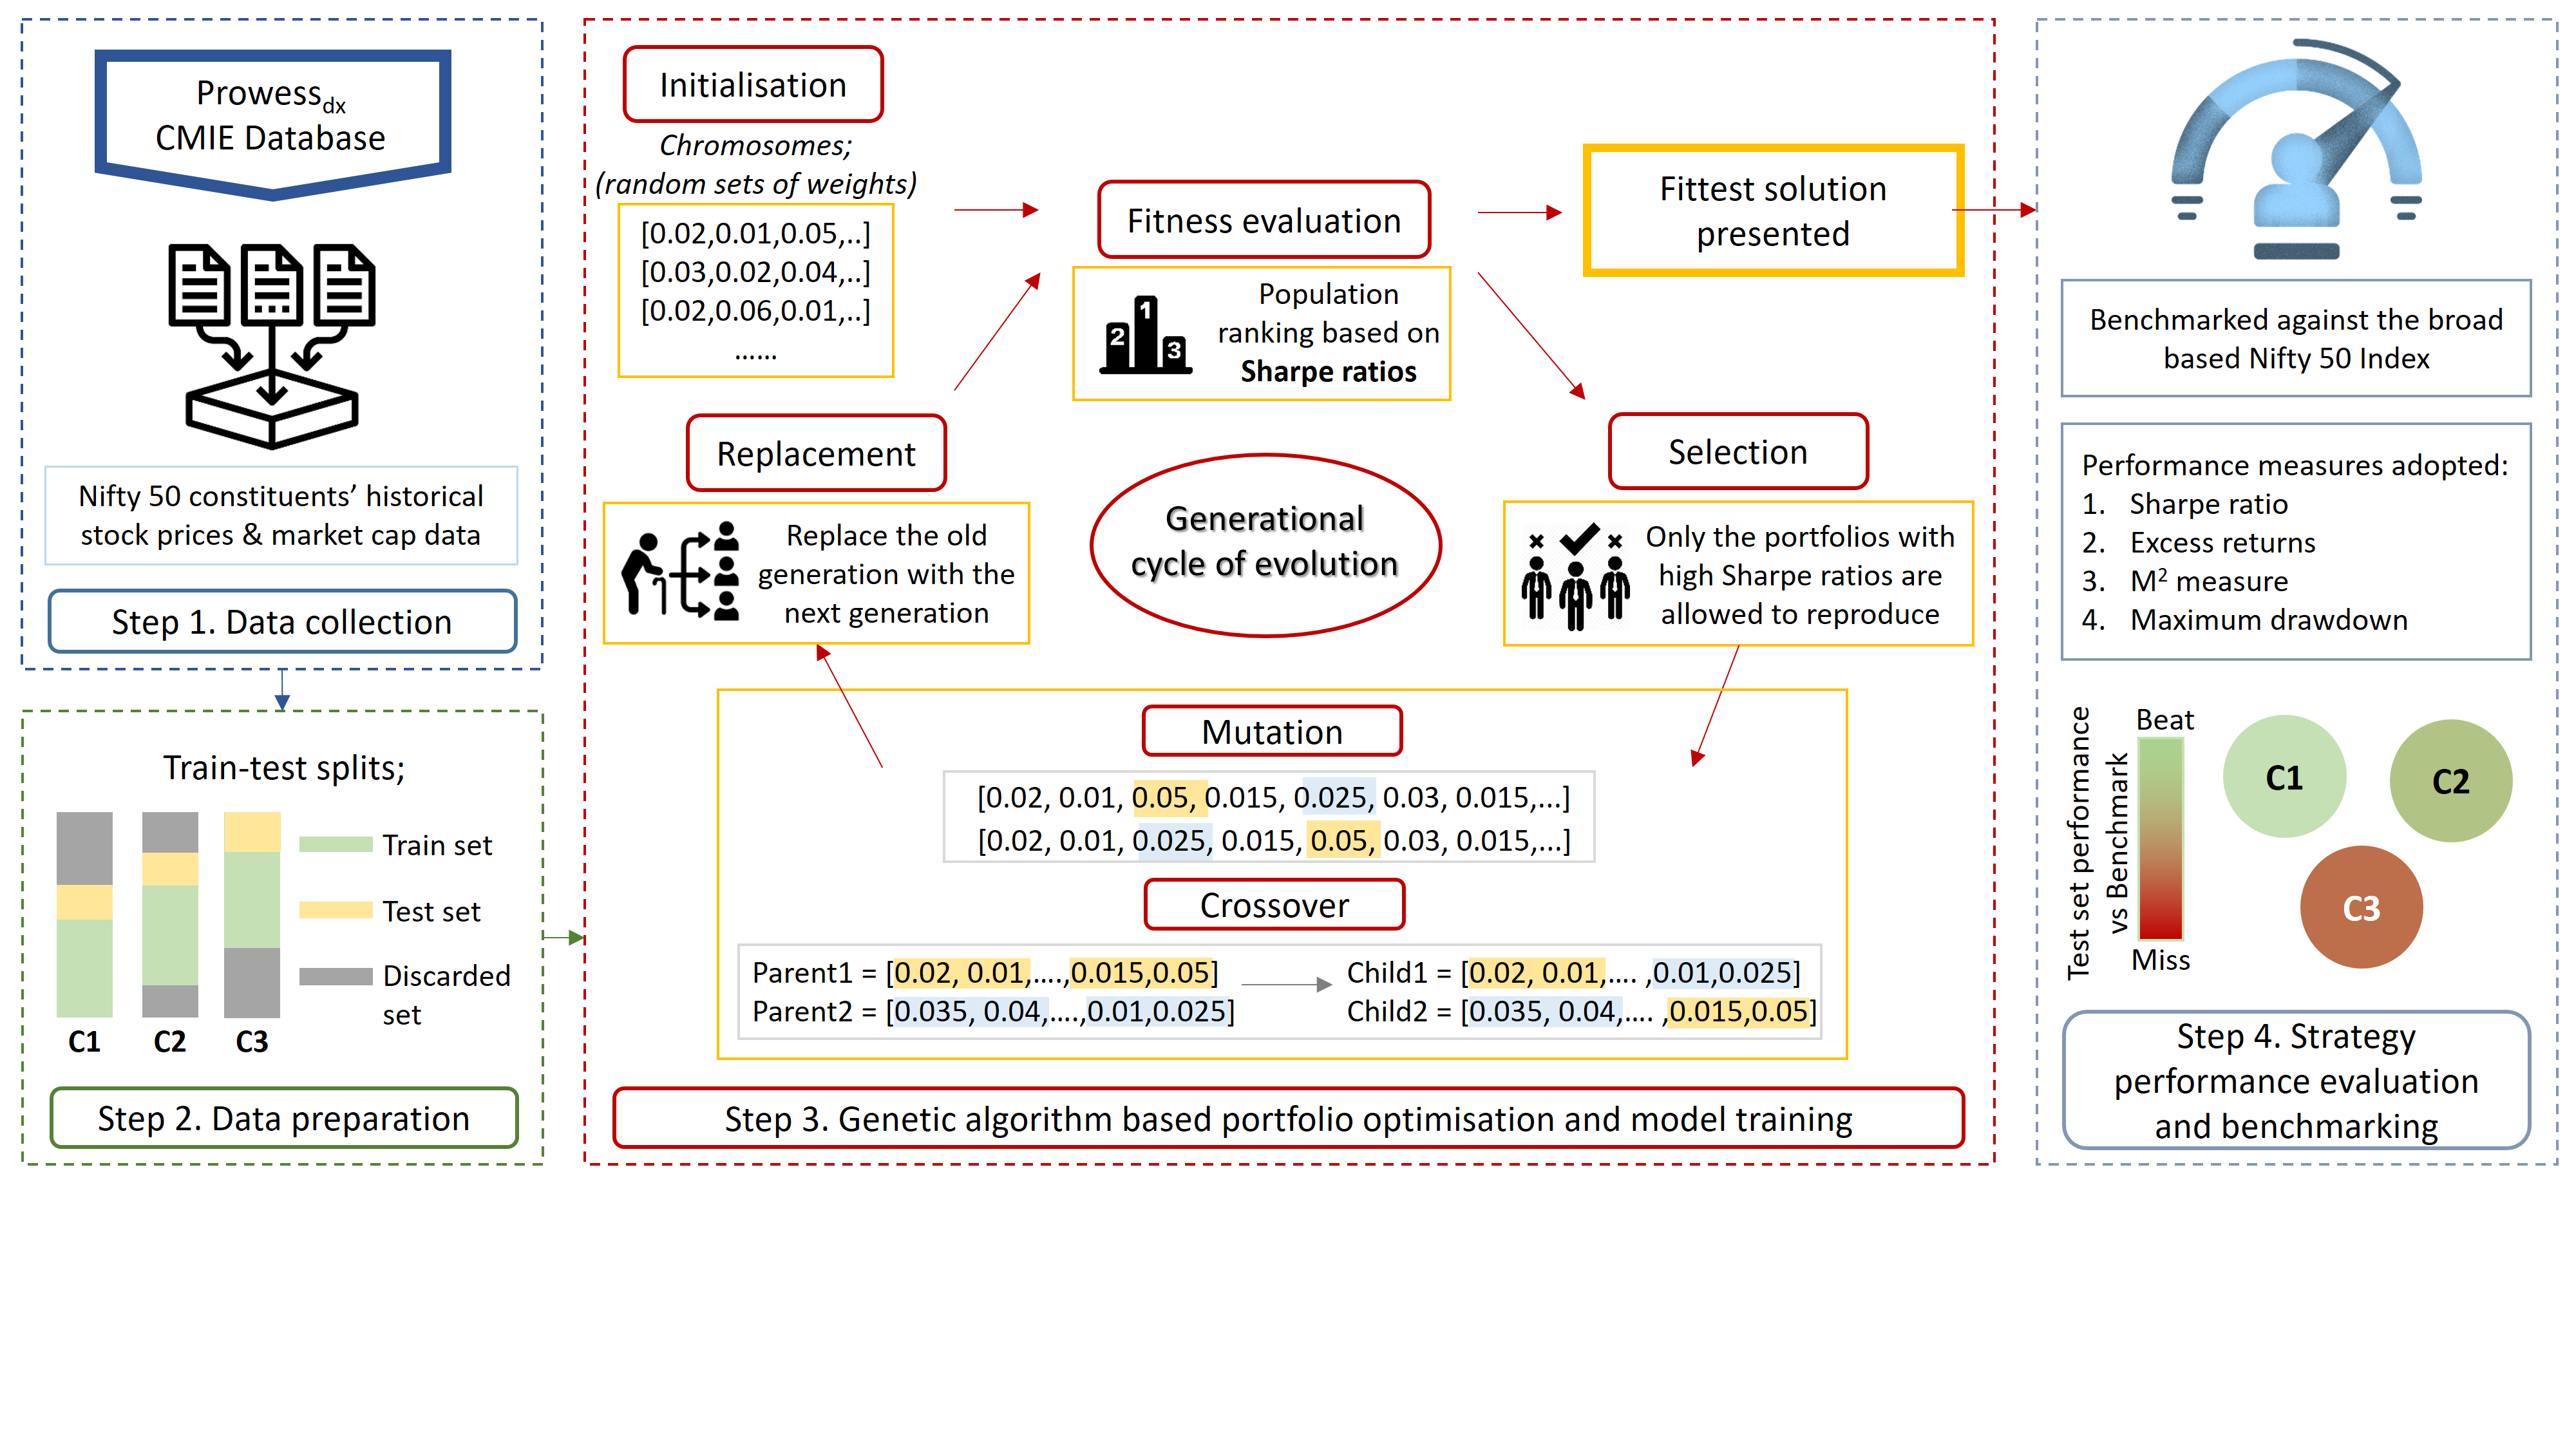 Prowessdx
CMIE Database
Nifty 50 constituents’ historical
stock prices & market cap data
Step 1. Data collection
Train-test splits;
Train set
Test set
Discarded
set
C1 C2 C3
Step 2. Data preparation
Initialisation
Chromosomes;
(random sets of weights)
[0.02,0.01,0.05,..]
[0.03,0.02,0.04,..]
[0.02,0.06,0.01,..]
......
Fitness evaluation
2 1 3
Population
ranking based on
Sharpe ratios
Fittest solution
presented
Replacement
Replace the old
generation with the
next generation
Generational
cycle of evolution
Selection
Only the portfolios with
high Sharpe ratios are
allowed to reproduce
Mutation
[0.02, 0.01, 0.05, 0.015, 0.025, 0.03, 0.015,...]
[0.02, 0.01, 0.025, 0.015, 0.05, 0.03, 0.015,...]
Crossover
Parent1 = [0.02, 0.01,....,0.015,0.05]
Parent2 = [0.035, 0.04,....,0.01,0.025]
Child1 = [0.02, 0.01,.... ,0.01,0.025]
Child2 = [0.035, 0.04,.... ,0.015,0.05]
Step 3. Genetic algorithm based portfolio optimisation and model training
Benchmarked against the broad
based Nifty 50 Index
Performance measures adopted:
1. Sharpe ratio
2. Excess returns
3. M² measure
4. Maximum drawdown
Test set performance
vs Benchmark
Beat
Miss
C1
C2
C3
Step 4. Strategy
performance evaluation
and benchmarking